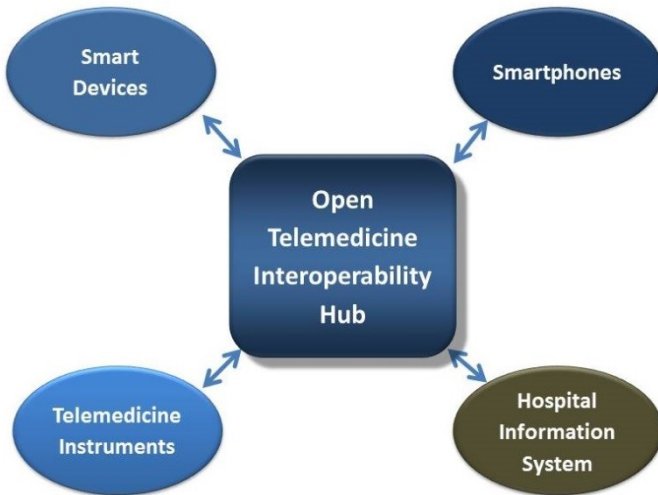 Smart
Devices
Smartphones
Open
Telemedicine
Interoperability
Hub
Telemedicine
Instruments
Hospital
Information
System